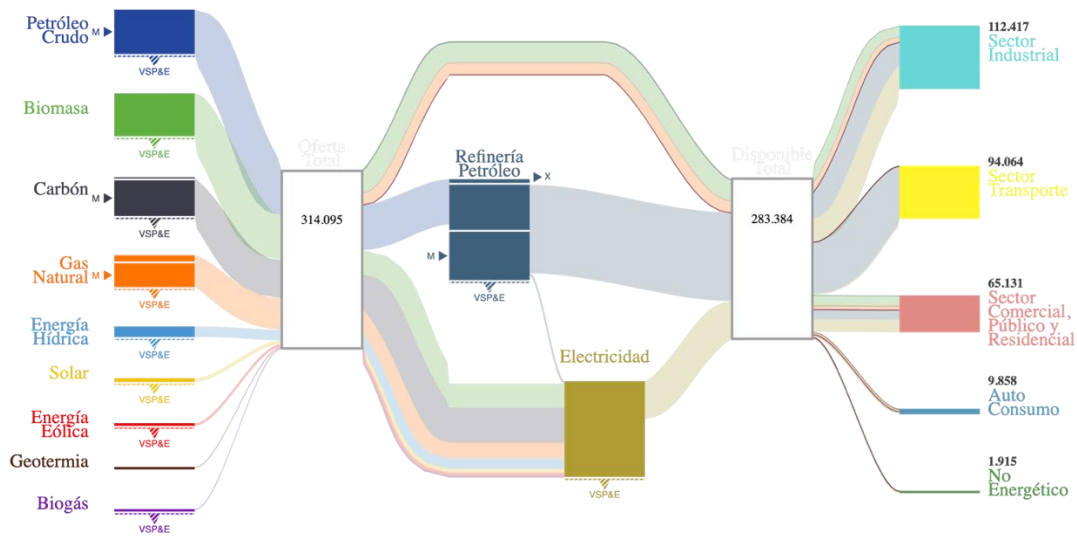 Petróleo
Crudo
M
VSP&E
Biomasa
VSP&E
Carbón
M
VSP&E
Gas
Natural
M
VSP&E
Energía
Hídrica
VSP&E
Solar
VSP&E
Energía
Eólica
VSP&E
Geotermia
Biogás
VSP&E
Oferta
Total
314.095
Refinería
Petróleo
X
M
VSP&E
Electricidad
VSP&E
Disponible
Total
283.384
112.417
Sector
Industrial
94.064
Sector
Transporte
65.131
Sector
Comercial,
Público y
Residencial
9.858
Auto
Consumo
1.915
No
Energético